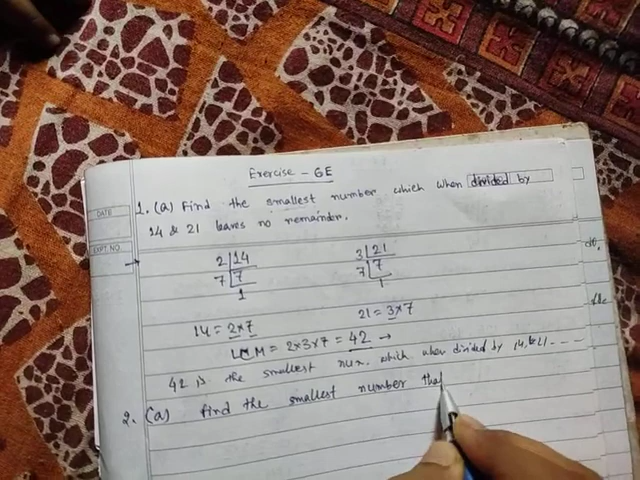 Exercise - 6E
DATE
EXPT. NO.
1. (a) Find the smallest number which when divided by
14 & 21 leaves no remainder.
2 14 3 21
7 7 7 7
1 1
14 = 2×7 21 = 3×7
LCM = 2×3×7 = 42 →
42 is the smallest num. which when divided by 14, & 21 - - -
2. (a) Find the smallest number tha